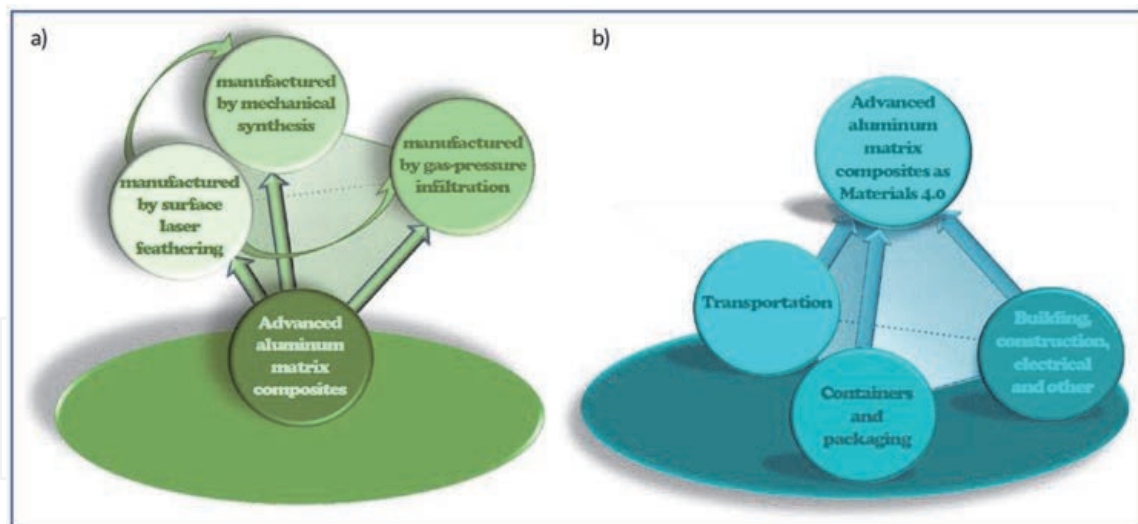 a)
manufactured
by mechanical
synthesis
manufactured
by gas-pressure
infiltration
manufactured
by surface
laser
feathering
Advanced
aluminum
matrix
composites
b)
Advanced
aluminum
matrix
composites as
Materials 4.0
Transportation
Building,
construction,
electrical
and other
Containers
and
packaging